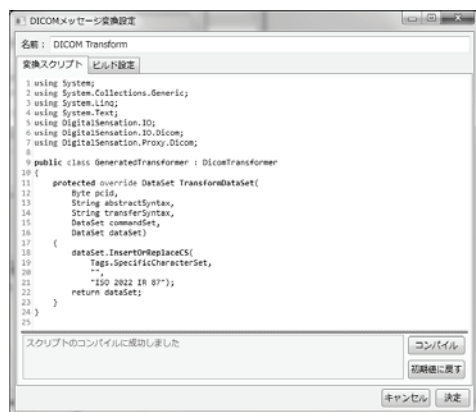 DICOMメッセージ変換設定
名前： DICOM Transform
変換スクリプト ビルド設定
1 using System;
2 using System.Collections.Generic;
3 using System.Linq;
4 using System.Text;
5 using DigitalSensation.IO;
6 using DigitalSensation.IO.Dicom;
7 using DigitalSensation.Proxy.Dicom;
8
9 public class GeneratedTransformer : DicomTransformer
10 {
11 protected override DataSet TransformDataSet(
12 Byte pcid,
13 String abstractSyntax,
14 String transferSyntax,
15 DataSet commandSet,
16 DataSet dataSet)
17 {
18 dataSet.InsertOrReplaceCS(
19 Tags.SpecificCharacterSet,
20 "",
21 "ISO 2022 IR 87");
22 return dataSet;
23 }
24 }
25
スクリプトのコンパイルに成功しました
コンパイル
初期値に戻す
キャンセル 決定